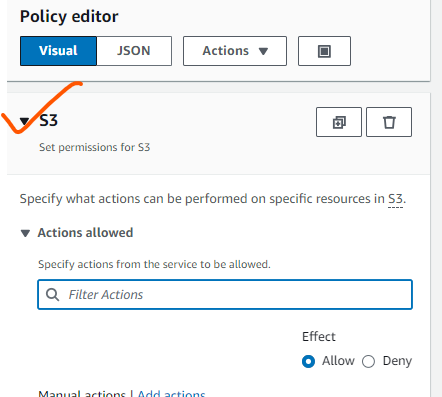 Policy editor
Visual JSON Actions
S3
Set permissions for S3
Specify what actions can be performed on specific resources in S3.
Actions allowed
Specify actions from the service to be allowed.
Filter Actions
Effect
Allow Deny
Manual actions | Add actions